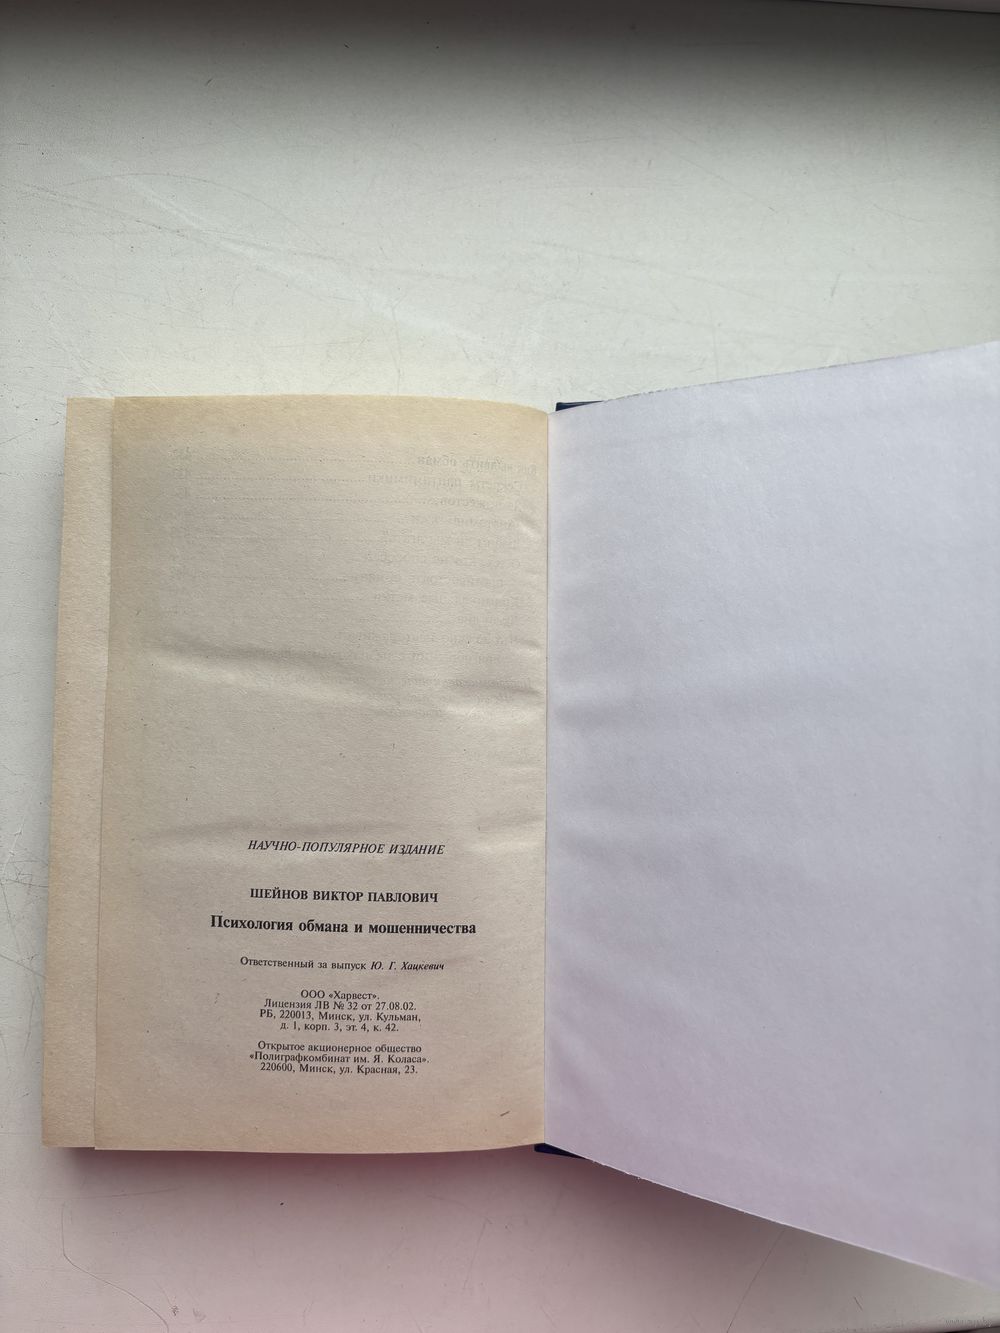 НАУЧНО-ПОПУЛЯРНОЕ ИЗДАНИЕ
ШЕЙНОВ ВИКТОР ПАВЛОВИЧ
Психология обмана и мошенничества
Ответственный за выпуск Ю. Г. Хацкевич
ООО «Харвест».
Лицензия ЛВ № 32 от 27.08.02.
РБ, 220013, Минск, ул. Кульман,
д. 1, корп. 3, эт. 4, к. 42.
Открытое акционерное общество
«Полиграфкомбинат им. Я. Коласа».
220600, Минск, ул. Красная, 23.